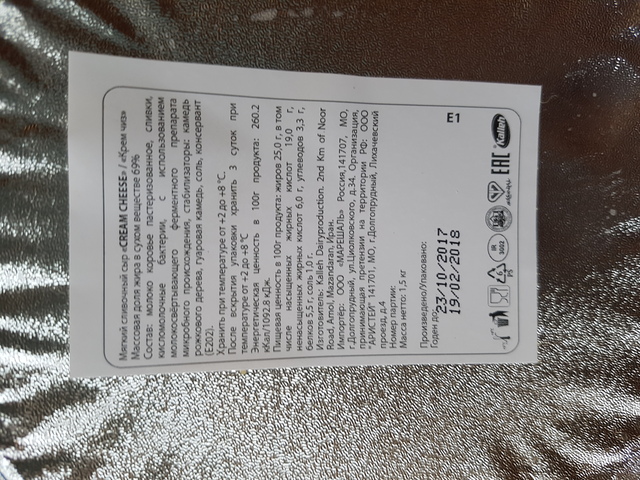 Мягкий сливочный сыр «CREAM CHEESE» / «Крем чиз»
Массовая доля жира в сухом веществе 69%
Состав: молоко коровье пастеризованное, сливки,
кисломолочные бактерии, с использованием
молокосвёртывающего ферментного препарата
микробного происхождения, стабилизаторы: камедь
рожкового дерева, гуаровая камедь, соль, консервант
(E202).
Хранить при температуре от +2 до +8 °C.
После вскрытия упаковки хранить 3 суток при
температуре от +2 до +8 °C
Энергетическая ценность в 100г продукта: 260.2
кКал/1092.8 кДж.
Пищевая ценность в 100г продукта: жиров 25,0 г, в том
числе насыщенных жирных кислот 19,0 г,
ненасыщенных жирных кислот 6,0 г, углеводов 3,3 г,
белков 5,5 г, соль 1,0 г.
Изготовитель: Kalleh Dairyproduction. 2nd Km of Noor
Road, Amol, Mazandaran, Иран.
Импортёр: ООО «МАРЕШАЛЬ» Россия,141707, МО,
г.Долгопрудный, ул.Циолковского, д.34. Организация,
принимающая претензии на территории РФ: ООО
"АРИСТЕЙ" 141701, МО, г.Долгопрудный, Лихачевский
проезд, д.4
Номер партии:
Масса нетто: 1,5 кг
E1
Произведено/Упаковано:
23/10/2017
Годен до:
19/02/2018
PS
EAC
Kalleh